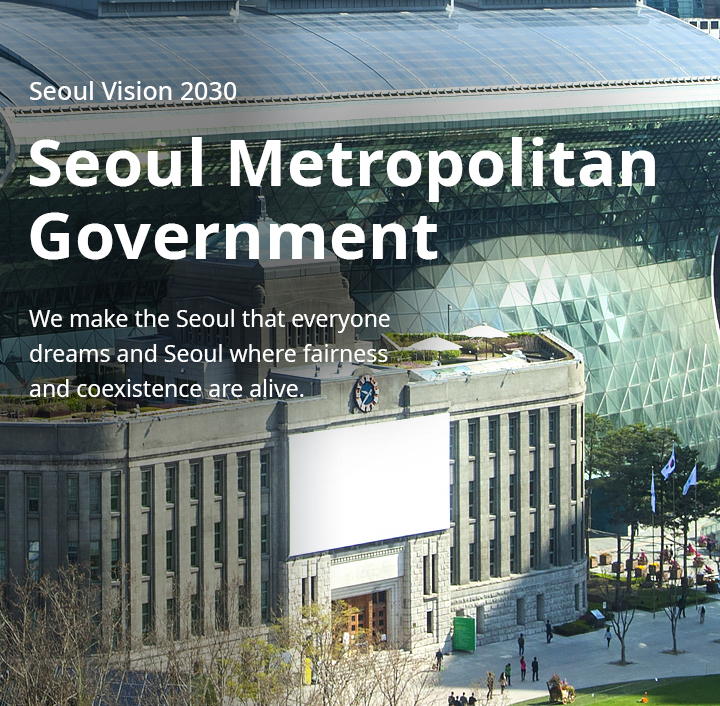 Seoul Vision 2030
Seoul Metropolitan
Government
We make the Seoul that everyone
dreams and Seoul where fairness
and coexistence are alive.